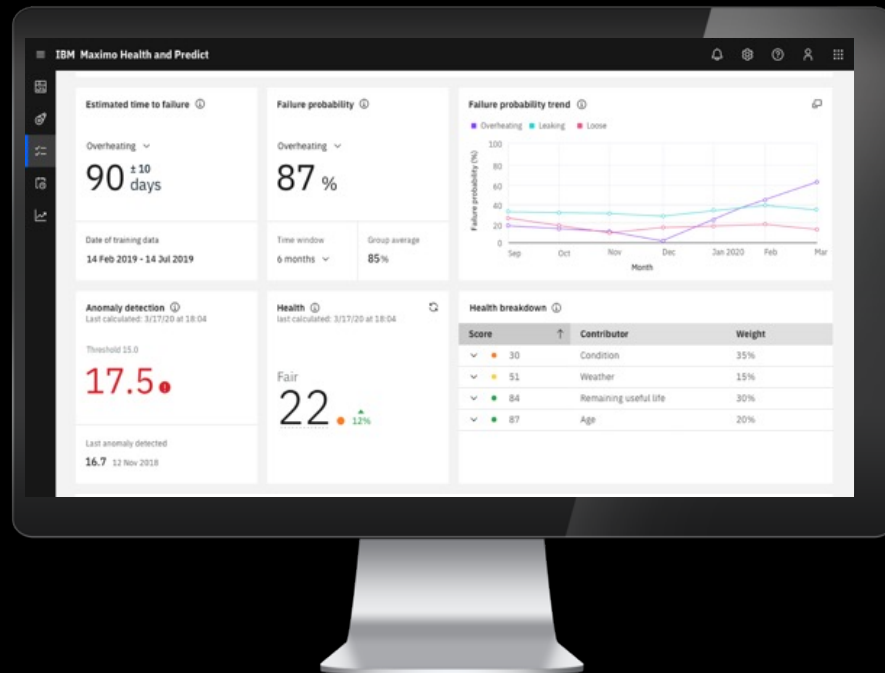 IBM Maximo Health and Predict
Estimated time to failure
Overheating
90 ± 10 days
Date of training data
14 Feb 2019 - 14 Jul 2019
Failure probability
Overheating
87 %
Time window
6 months
Group average
85%
Failure probability trend
Overheating Leaking Loose
Failure probability (%)
100
80
60
40
20
0
Sep Oct Nov Dec Jan 2020 Feb Mar
Month
Anomaly detection
Last calculated: 3/17/20 at 18:04
Threshold 15.0
17.5
Last anomaly detected
16.7 12 Nov 2018
Health
last calculated: 3/17/20 at 18:04
Fair
22 12%
Health breakdown
Score Contributor Weight
30 Condition 35%
51 Weather 15%
84 Remaining useful life 30%
87 Age 20%